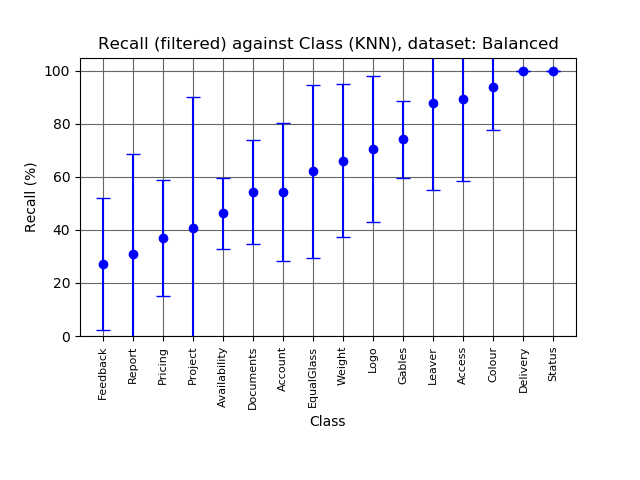 Recall (filtered) against Class (KNN), dataset: Balanced
100
80
60
40
20
0
Recall (%)
Feedback
Report
Pricing
Project
Availability
Documents
Account
EqualGlass
Weight
Logo
Gables
Leaver
Access
Colour
Delivery
Status
Class